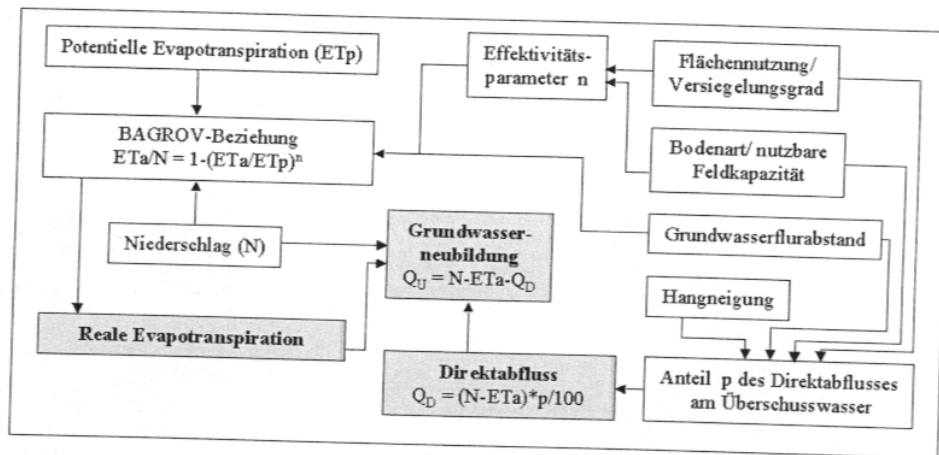 Potentielle Evapotranspiration (ETp)
Effektivitäts-
parameter n
Flächennutzung/
Versiegelungsgrad
BAGROV-Beziehung
ETa/N = 1-(ETa/ETp)ⁿ
Bodenart/nutzbare
Feldkapazität
Niederschlag (N)
Grundwasser-
neubildung
Q_U = N-ETa-Q_D
Grundwasserflurabstand
Hangneigung
Reale Evapotranspiration
Direktabfluss
Q_D = (N-ETa)*p/100
Anteil p des Direktabflusses
am Überschusswasser